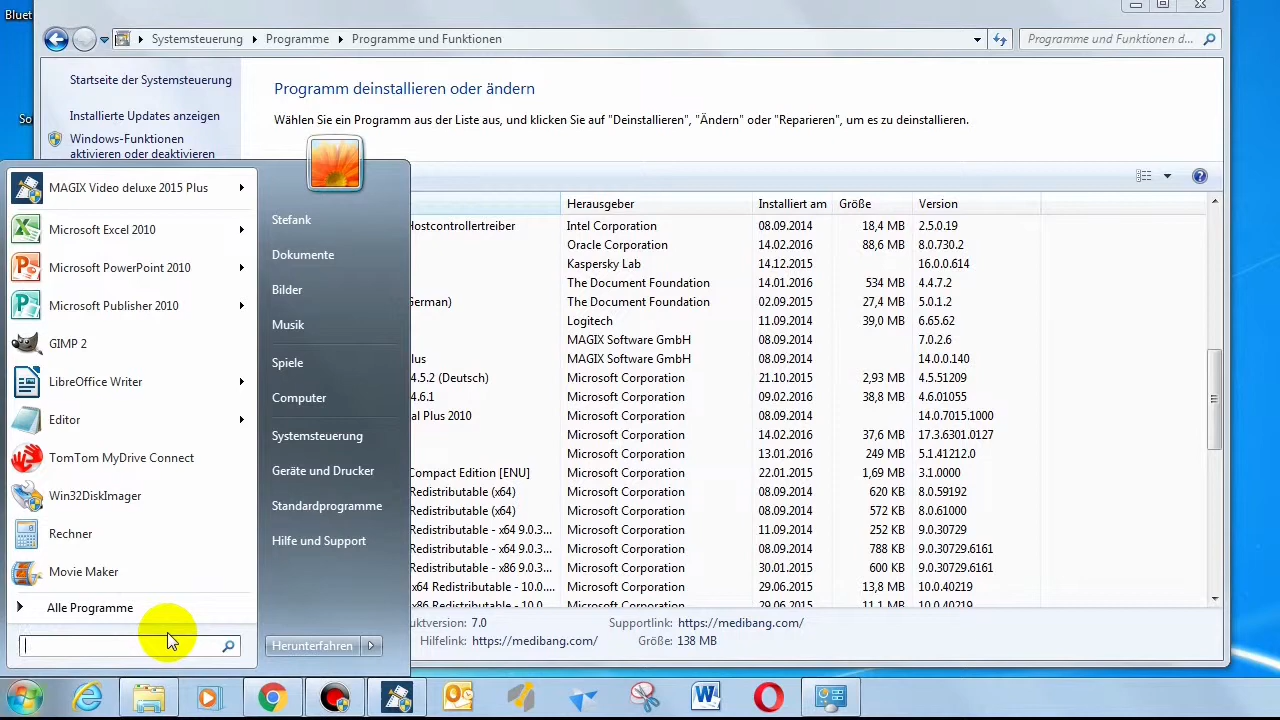 Bluet
Systemsteuerung
Programme
Programme und Funktionen
Programme und Funktionen d...
Startseite der Systemsteuerung
Installierte Updates anzeigen
Windows-Funktionen
aktivieren oder deaktivieren
So
Programm deinstallieren oder ändern
Wählen Sie ein Programm aus der Liste aus, und klicken Sie auf "Deinstallieren", "Ändern" oder "Reparieren", um es zu deinstallieren.
MAGIX Video deluxe 2015 Plus
Microsoft Excel 2010
Microsoft PowerPoint 2010
Microsoft Publisher 2010
GIMP 2
LibreOffice Writer
Editor
TomTom MyDrive Connect
Win32DiskImager
Rechner
Movie Maker
Alle Programme
Stefank
Dokumente
Bilder
Musik
Spiele
Computer
Systemsteuerung
Geräte und Drucker
Standardprogramme
Hilfe und Support
Herunterfahren
Herausgeber Installiert am Größe Version
Hostcontrollertreiber Intel Corporation 08.09.2014 18,4 MB 2.5.0.19
Oracle Corporation 14.02.2016 88,6 MB 8.0.730.2
Kaspersky Lab 14.12.2015 16.0.0.614
The Document Foundation 14.01.2016 534 MB 4.4.7.2
German) The Document Foundation 02.09.2015 27,4 MB 5.0.1.2
Logitech 11.09.2014 39,0 MB 6.65.62
MAGIX Software GmbH 08.09.2014 7.0.2.6
lus MAGIX Software GmbH 08.09.2014 14.0.0.140
4.5.2 (Deutsch) Microsoft Corporation 21.10.2015 2,93 MB 4.5.51209
4.6.1 Microsoft Corporation 09.02.2016 38,8 MB 4.6.01055
al Plus 2010 Microsoft Corporation 08.09.2014 14.0.7015.1000
Microsoft Corporation 14.02.2016 37,6 MB 17.3.6301.0127
Microsoft Corporation 13.01.2016 249 MB 5.1.41212.0
Compact Edition [ENU] Microsoft Corporation 22.01.2015 1,69 MB 3.1.0000
Redistributable (x64) Microsoft Corporation 08.09.2014 620 KB 8.0.59192
Redistributable (x64) Microsoft Corporation 08.09.2014 572 KB 8.0.61000
Redistributable - x64 9.0.3... Microsoft Corporation 11.09.2014 252 KB 9.0.30729
Redistributable - x64 9.0.3... Microsoft Corporation 08.09.2014 788 KB 9.0.30729.6161
Redistributable - x86 9.0.3... Microsoft Corporation 30.01.2015 600 KB 9.0.30729.6161
x64 Redistributable - 10.0.... Microsoft Corporation 29.06.2015 13,8 MB 10.0.40219
x86 Redistributable - 10.0.... Microsoft Corporation 29.06.2015 11,1 MB 10.0.40219
uktversion: 7.0 Supportlink: https://medibang.com/
Hilfelink: https://medibang.com/ Größe: 138 MB